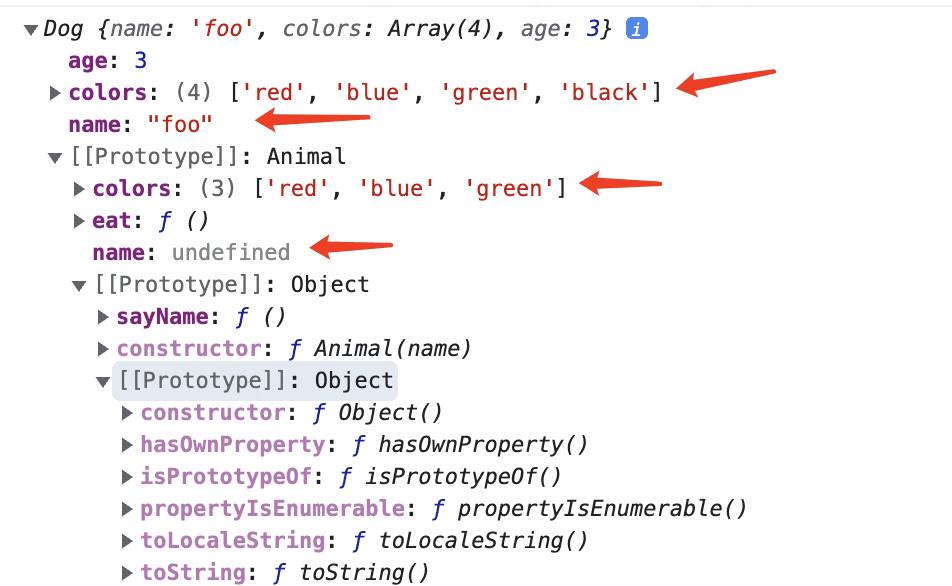 Dog {name: 'foo', colors: Array(4), age: 3} i
age: 3
colors: (4) ['red', 'blue', 'green', 'black']
name: "foo"
[[Prototype]]: Animal
colors: (3) ['red', 'blue', 'green']
eat: ƒ ()
name: undefined
[[Prototype]]: Object
sayName: ƒ ()
constructor: ƒ Animal(name)
[[Prototype]]: Object
constructor: ƒ Object()
hasOwnProperty: ƒ hasOwnProperty()
isPrototypeOf: ƒ isPrototypeOf()
propertyIsEnumerable: ƒ propertyIsEnumerable()
toLocaleString: ƒ toLocaleString()
toString: ƒ toString()